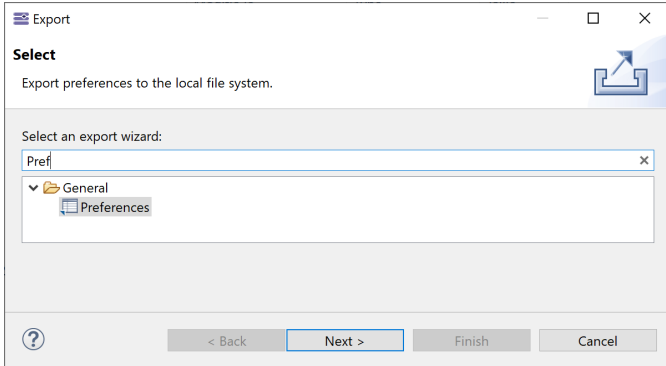 Export
Select
Export preferences to the local file system.
Select an export wizard:
Pref
General
Preferences
? < Back Next > Finish Cancel